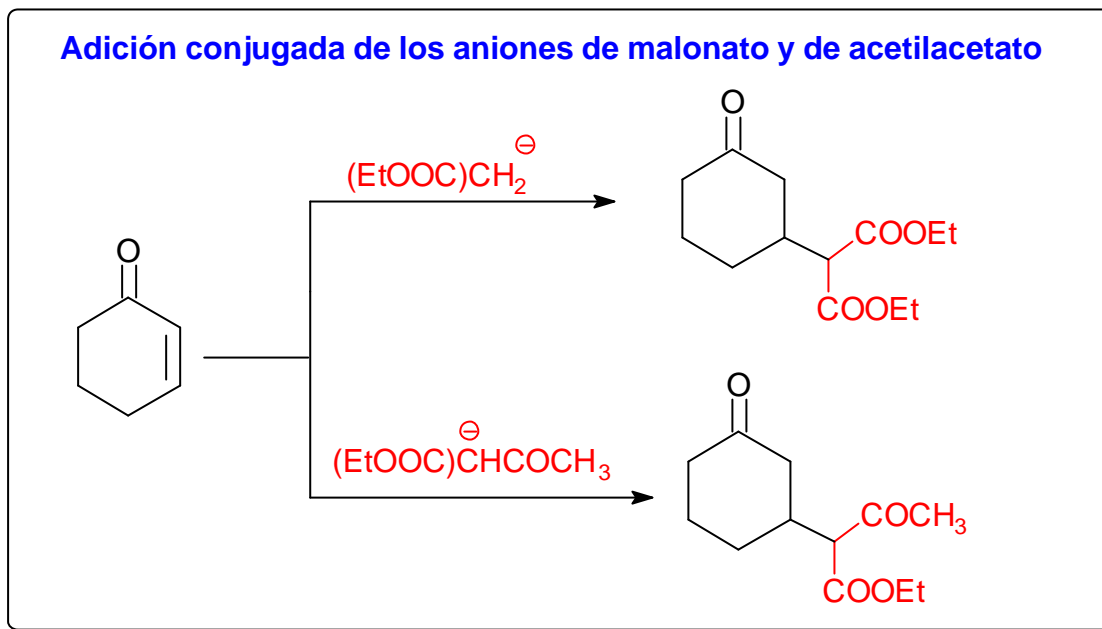 Adición conjugada de los aniones de malonato y de acetilacetato
O
(EtOOC)CH₂⊖
COOEt
COOEt
O
O
(EtOOC)⊖CHCOCH₃
COCH₃
COOEt